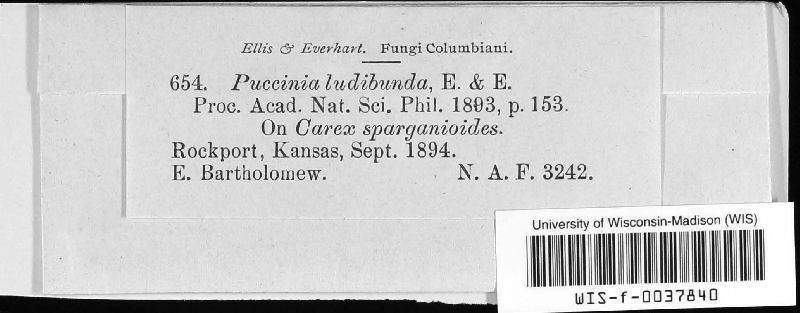 Ellis & Everhart. Fungi Columbiani.
654. Puccinia ludibunda, E. & E.
Proc. Acad. Nat. Sci. Phil. 1893, p. 153.
On Carex sparganioides.
Rockport, Kansas, Sept. 1894.
E. Bartholomew. N. A. F. 3242.
University of Wisconsin-Madison (WIS)
WIS-f-0037840